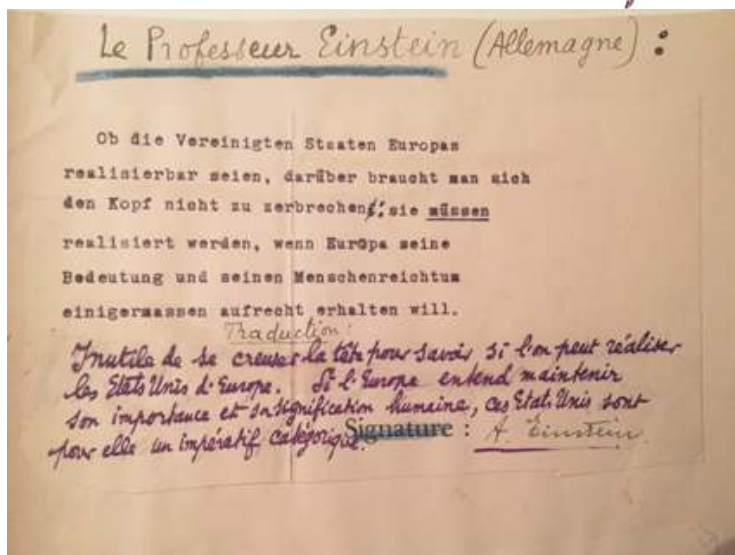 Le Professeur Einstein (Allemagne) :
Ob die Vereinigten Staaten Europas
realisierbar seien, darüber braucht man sich
den Kopf nicht zu zerbrechen; sie müssen
realisiert werden, wenn Europa seine
Bedeutung und seinen Menschenreichtum
einigermassen aufrecht erhalten will.
Traduction :
Inutile de se creuser la tête pour savoir si l'on peut réaliser
les Etats Unis d'Europe. Si l'Europe entend maintenir
son importance et sa signification humaine, ces Etats Unis sont
pour elle un impératif catégorique.
Signature : A. Einstein